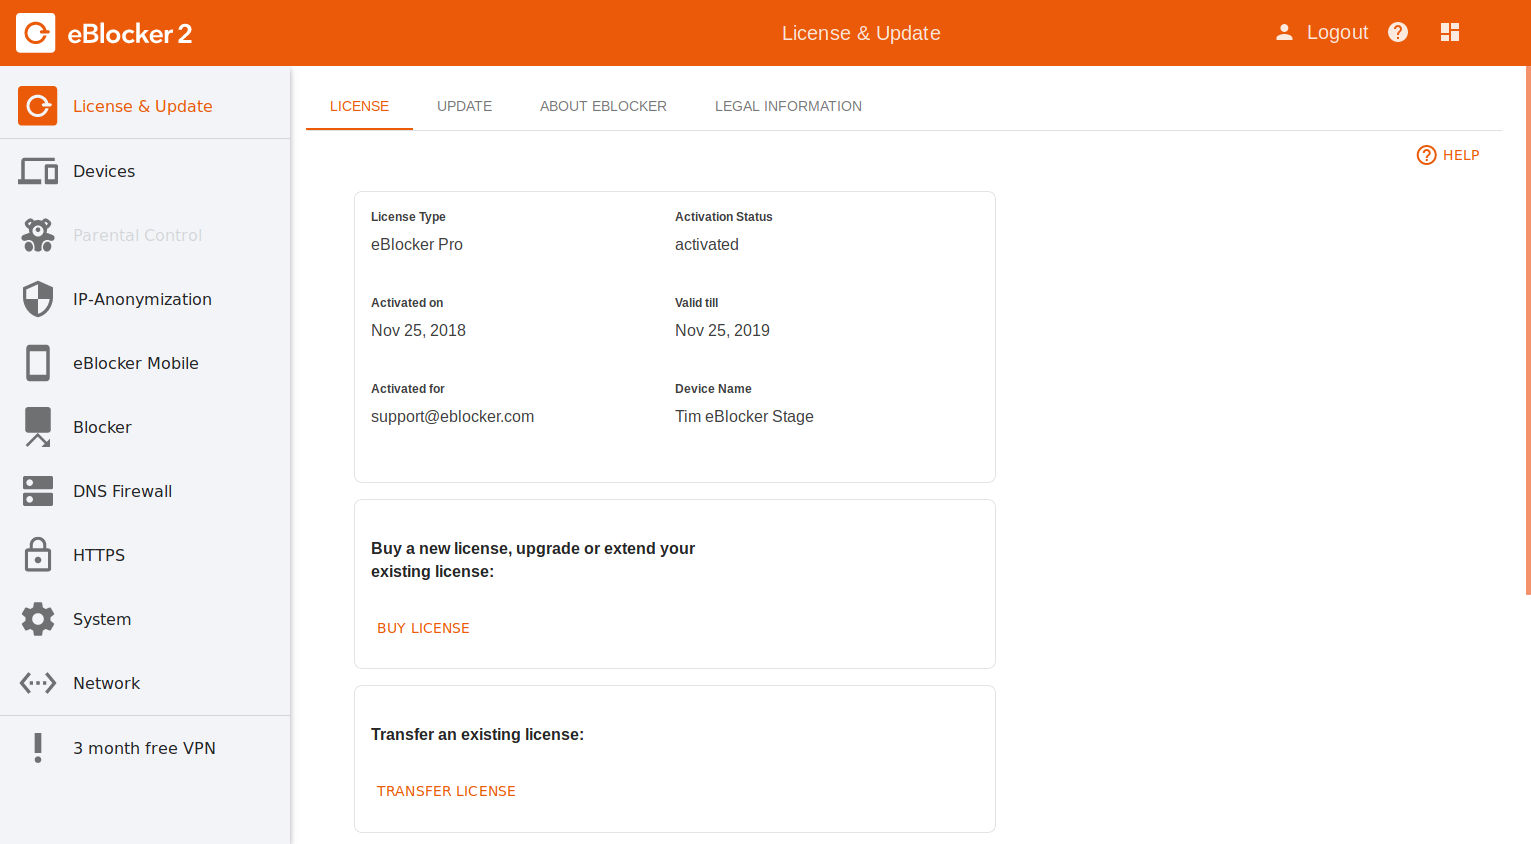 eBlocker 2
License & Update
Logout
License & Update
Devices
Parental Control
IP-Anonymization
eBlocker Mobile
Blocker
DNS Firewall
HTTPS
System
Network
3 month free VPN
LICENSE
UPDATE
ABOUT EBLOCKER
LEGAL INFORMATION
HELP
License Type
eBlocker Pro
Activation Status
activated
Activated on
Nov 25, 2018
Valid till
Nov 25, 2019
Activated for
support@eblocker.com
Device Name
Tim eBlocker Stage
Buy a new license, upgrade or extend your
existing license:
BUY LICENSE
Transfer an existing license:
TRANSFER LICENSE